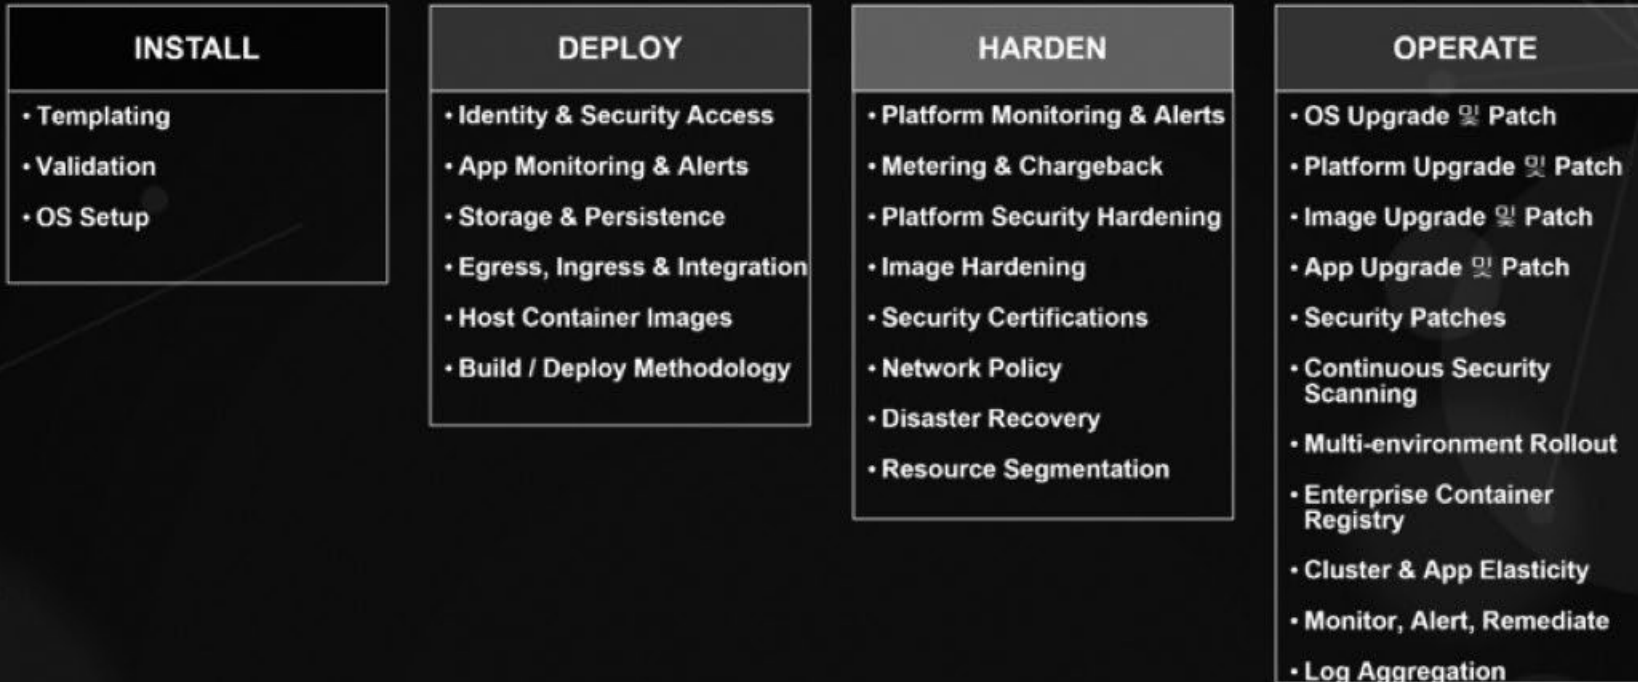 INSTALL
• Templating
• Validation
• OS Setup
DEPLOY
• Identity & Security Access
• App Monitoring & Alerts
• Storage & Persistence
• Egress, Ingress & Integration
• Host Container Images
• Build / Deploy Methodology
HARDEN
• Platform Monitoring & Alerts
• Metering & Chargeback
• Platform Security Hardening
• Image Hardening
• Security Certifications
• Network Policy
• Disaster Recovery
• Resource Segmentation
OPERATE
• OS Upgrade 및 Patch
• Platform Upgrade 및 Patch
• Image Upgrade 및 Patch
• App Upgrade 및 Patch
• Security Patches
• Continuous Security
Scanning
• Multi-environment Rollout
• Enterprise Container
Registry
• Cluster & App Elasticity
• Monitor, Alert, Remediate
• Log Aggregation